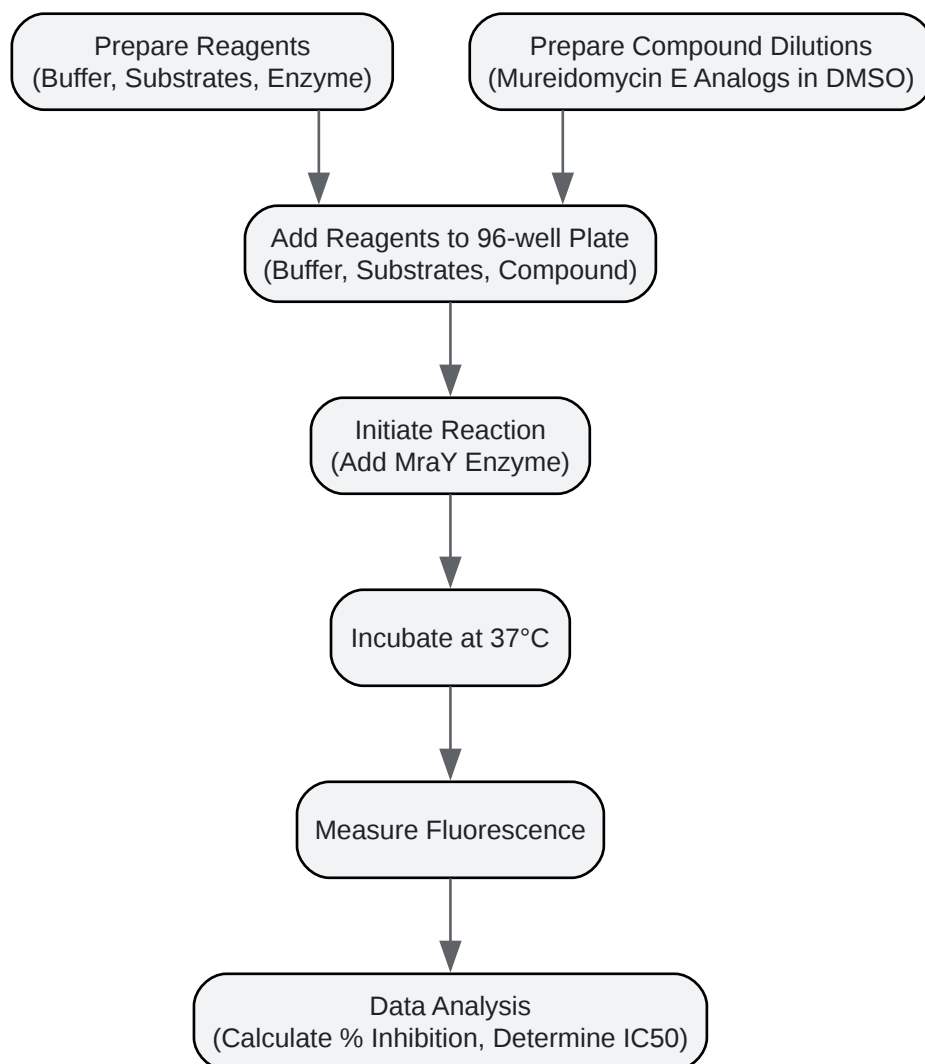 Prepare Reagents
(Buffer, Substrates, Enzyme)
Prepare Compound Dilutions
(Mureidomycin E Analogs in DMSO)
Add Reagents to 96-well Plate
(Buffer, Substrates, Compound)
Initiate Reaction
(Add MraY Enzyme)
Incubate at 37°C
Measure Fluorescence
Data Analysis
(Calculate % Inhibition, Determine IC50)